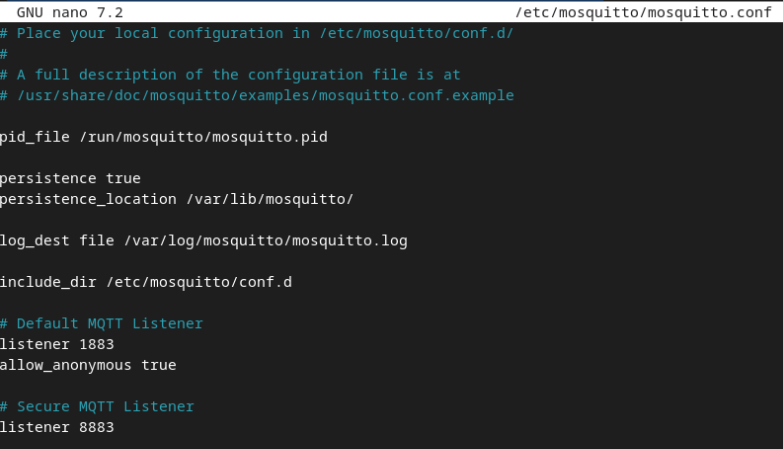 GNU nano 7.2 /etc/mosquitto/mosquitto.conf
# Place your local configuration in /etc/mosquitto/conf.d/
#
# A full description of the configuration file is at
# /usr/share/doc/mosquitto/examples/mosquitto.conf.example
pid_file /run/mosquitto/mosquitto.pid
persistence true
persistence_location /var/lib/mosquitto/
log_dest file /var/log/mosquitto/mosquitto.log
include_dir /etc/mosquitto/conf.d
# Default MQTT Listener
listener 1883
allow_anonymous true
# Secure MQTT Listener
listener 8883